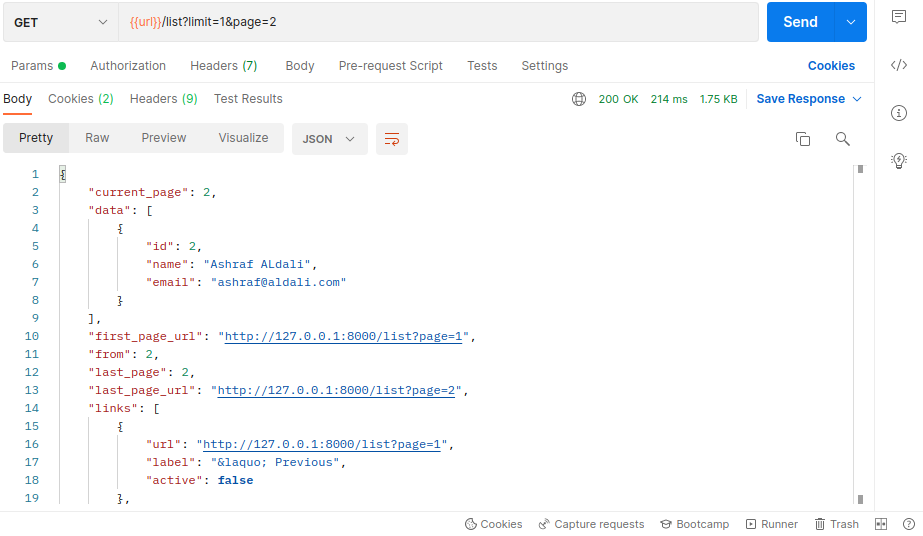 GET {{url}}/list?limit=1&page=2 Send
Params Authorization Headers (7) Body Pre-request Script Tests Settings Cookies
Body Cookies (2) Headers (9) Test Results 200 OK 214 ms 1.75 KB Save Response
Pretty Raw Preview Visualize JSON
1 {
2 "current_page": 2,
3 "data": [
4 {
5 "id": 2,
6 "name": "Ashraf ALdali",
7 "email": "ashraf@aldali.com"
8 }
9 ],
10 "first_page_url": "http://127.0.0.1:8000/list?page=1",
11 "from": 2,
12 "last_page": 2,
13 "last_page_url": "http://127.0.0.1:8000/list?page=2",
14 "links": [
15 {
16 "url": "http://127.0.0.1:8000/list?page=1",
17 "label": "&laquo; Previous",
18 "active": false
19 },
Cookies Capture requests Bootcamp Runner Trash